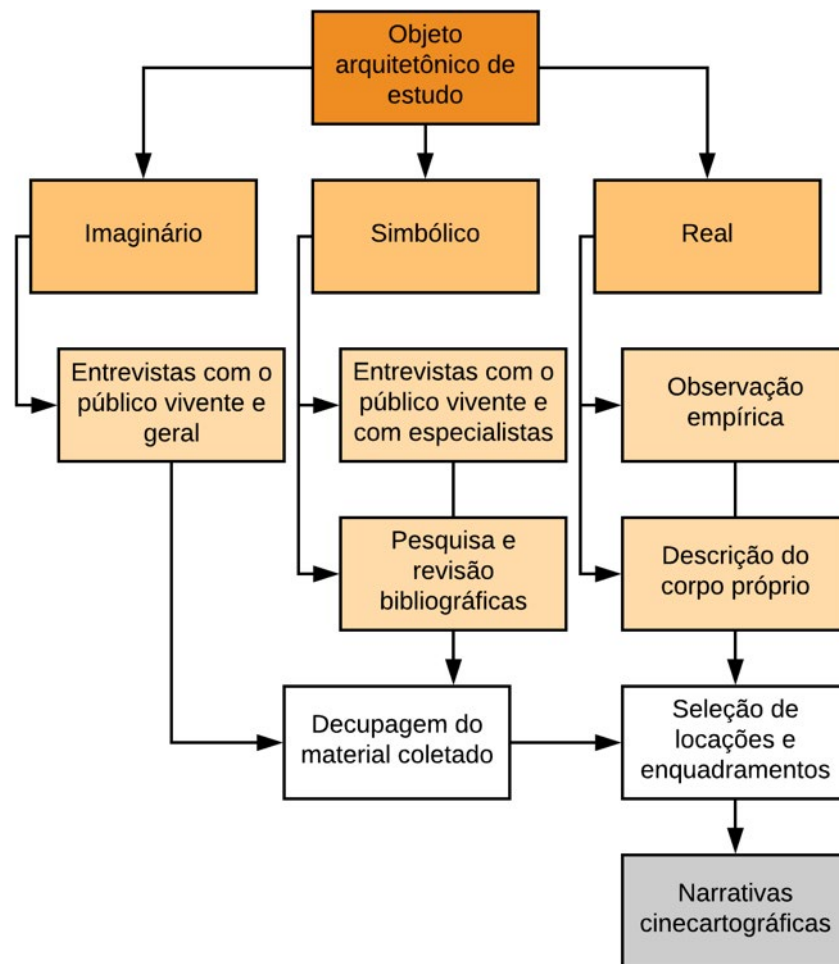 Objeto
arquitetônico de
estudo
Imaginário
Simbólico
Real
Entrevistas com o
público vivente e
geral
Entrevistas com o
público vivente e
com especialistas
Observação
empírica
Pesquisa e
revisão
bibliográficas
Descrição do
corpo próprio
Decupagem do
material coletado
Seleção de
locações e
enquadramentos
Narrativas
cinecartográficas